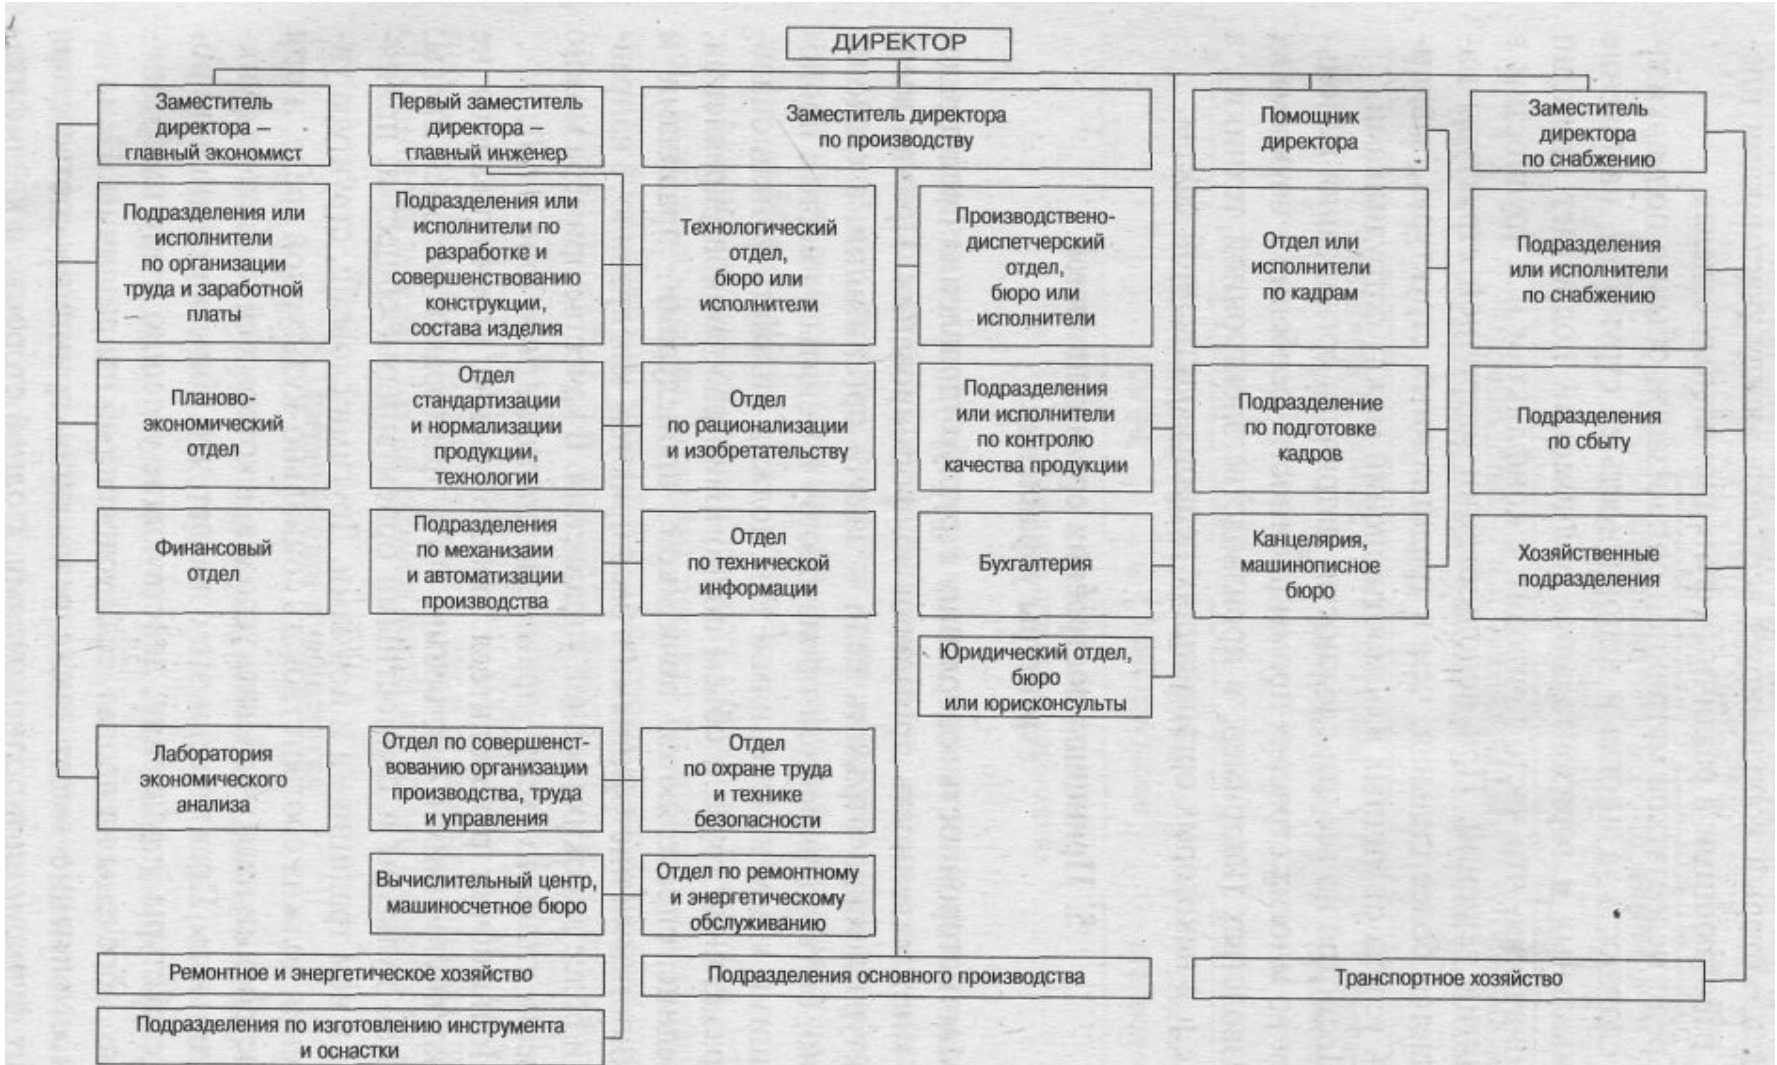 ДИРЕКТОР
Заместитель
директора –
главный экономист
Первый заместитель
директора –
главный инженер
Заместитель директора
по производству
Помощник
директора
Заместитель
директора
по снабжению
Подразделения или
исполнители
по организации
труда и заработной
платы
Подразделения или
исполнители по
разработке и
совершенствованию
конструкции,
состава изделия
Технологический
отдел,
бюро или
исполнители
Производствено-
диспетчерский
отдел,
бюро или
исполнители
Отдел или
исполнители
по кадрам
Подразделения
или исполнители
по снабжению
Планово-
экономический
отдел
Отдел
стандартизации
и нормализации
продукции,
технологии
Отдел
по рационализации
и изобретательству
Подразделения
или исполнители
по контролю
качества продукции
Подразделение
по подготовке
кадров
Подразделения
по сбыту
Финансовый
отдел
Подразделения
по механизаии
и автоматизации
производства
Отдел
по технической
информации
Бухгалтерия
Канцелярия,
машинописное
бюро
Хозяйственные
подразделения
Юридический отдел,
бюро
или юрисконсульты
Лаборатория
экономического
анализа
Отдел по совершенст-
вованию организации
производства, труда
и управления
Отдел
по охране труда
и технике
безопасности
Вычислительный центр,
машиносчетное бюро
Отдел по ремонтному
и энергетическому
обслуживанию
Ремонтное и энергетическое хозяйство
Подразделения основного производства
Транспортное хозяйство
Подразделения по изготовлению инструмента
и оснастки